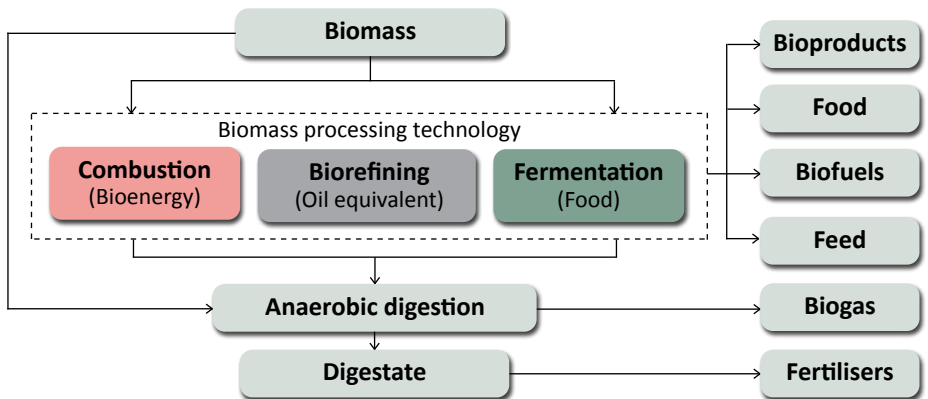 Biomass
Bioproducts
Food
Biomass processing technology
Combustion
(Bioenergy)
Biorefining
(Oil equivalent)
Fermentation
(Food)
Biofuels
Feed
Anaerobic digestion
Biogas
Digestate
Fertilisers